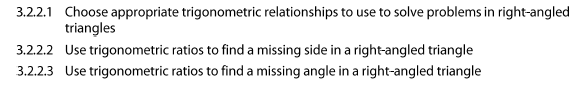 3.2.2.1 Choose appropriate trigonometric relationships to use to solve problems in right-angled
triangles
3.2.2.2 Use trigonometric ratios to find a missing side in a right-angled triangle
3.2.2.3 Use trigonometric ratios to find a missing angle in a right-angled triangle